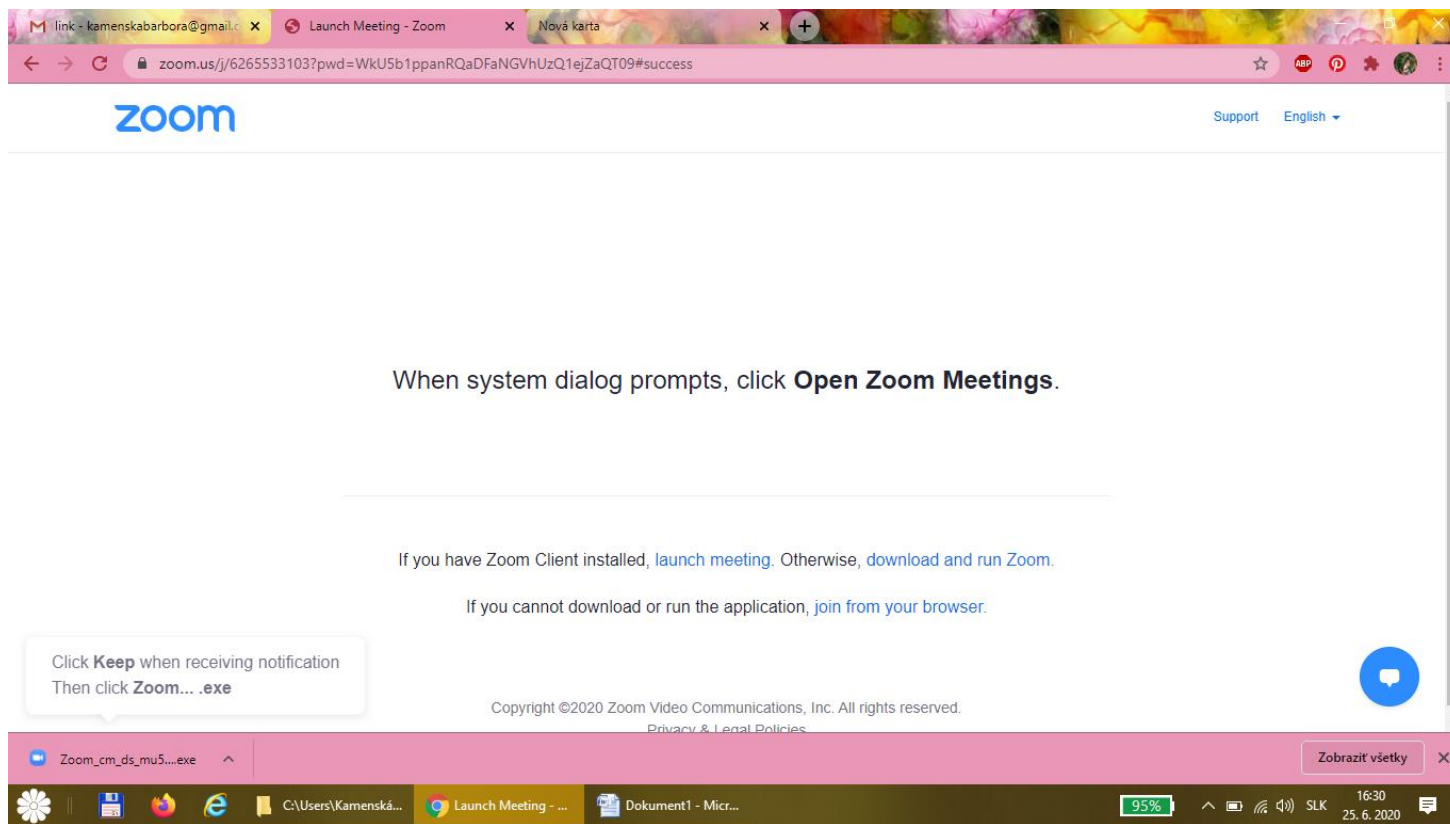 link - kamenskabarbora@gmail.c
Launch Meeting - Zoom
Nová karta
zoom.us/j/6265533103?pwd=WkU5b1ppanRQaDFaNGVhUzQ1ejZaQT09#success
ABP
zoom
Support
English
When system dialog prompts, click Open Zoom Meetings.
If you have Zoom Client installed, launch meeting. Otherwise, download and run Zoom.
If you cannot download or run the application, join from your browser.
Click Keep when receiving notification
Then click Zoom... .exe
Copyright ©2020 Zoom Video Communications, Inc. All rights reserved.
Privacy & Legal Policies
Zoom_cm_ds_mu5....exe
Zobraziť všetky
C:\Users\Kamenská...
Launch Meeting - ...
Dokument1 - Micr...
95%
SLK
16:30
25. 6. 2020